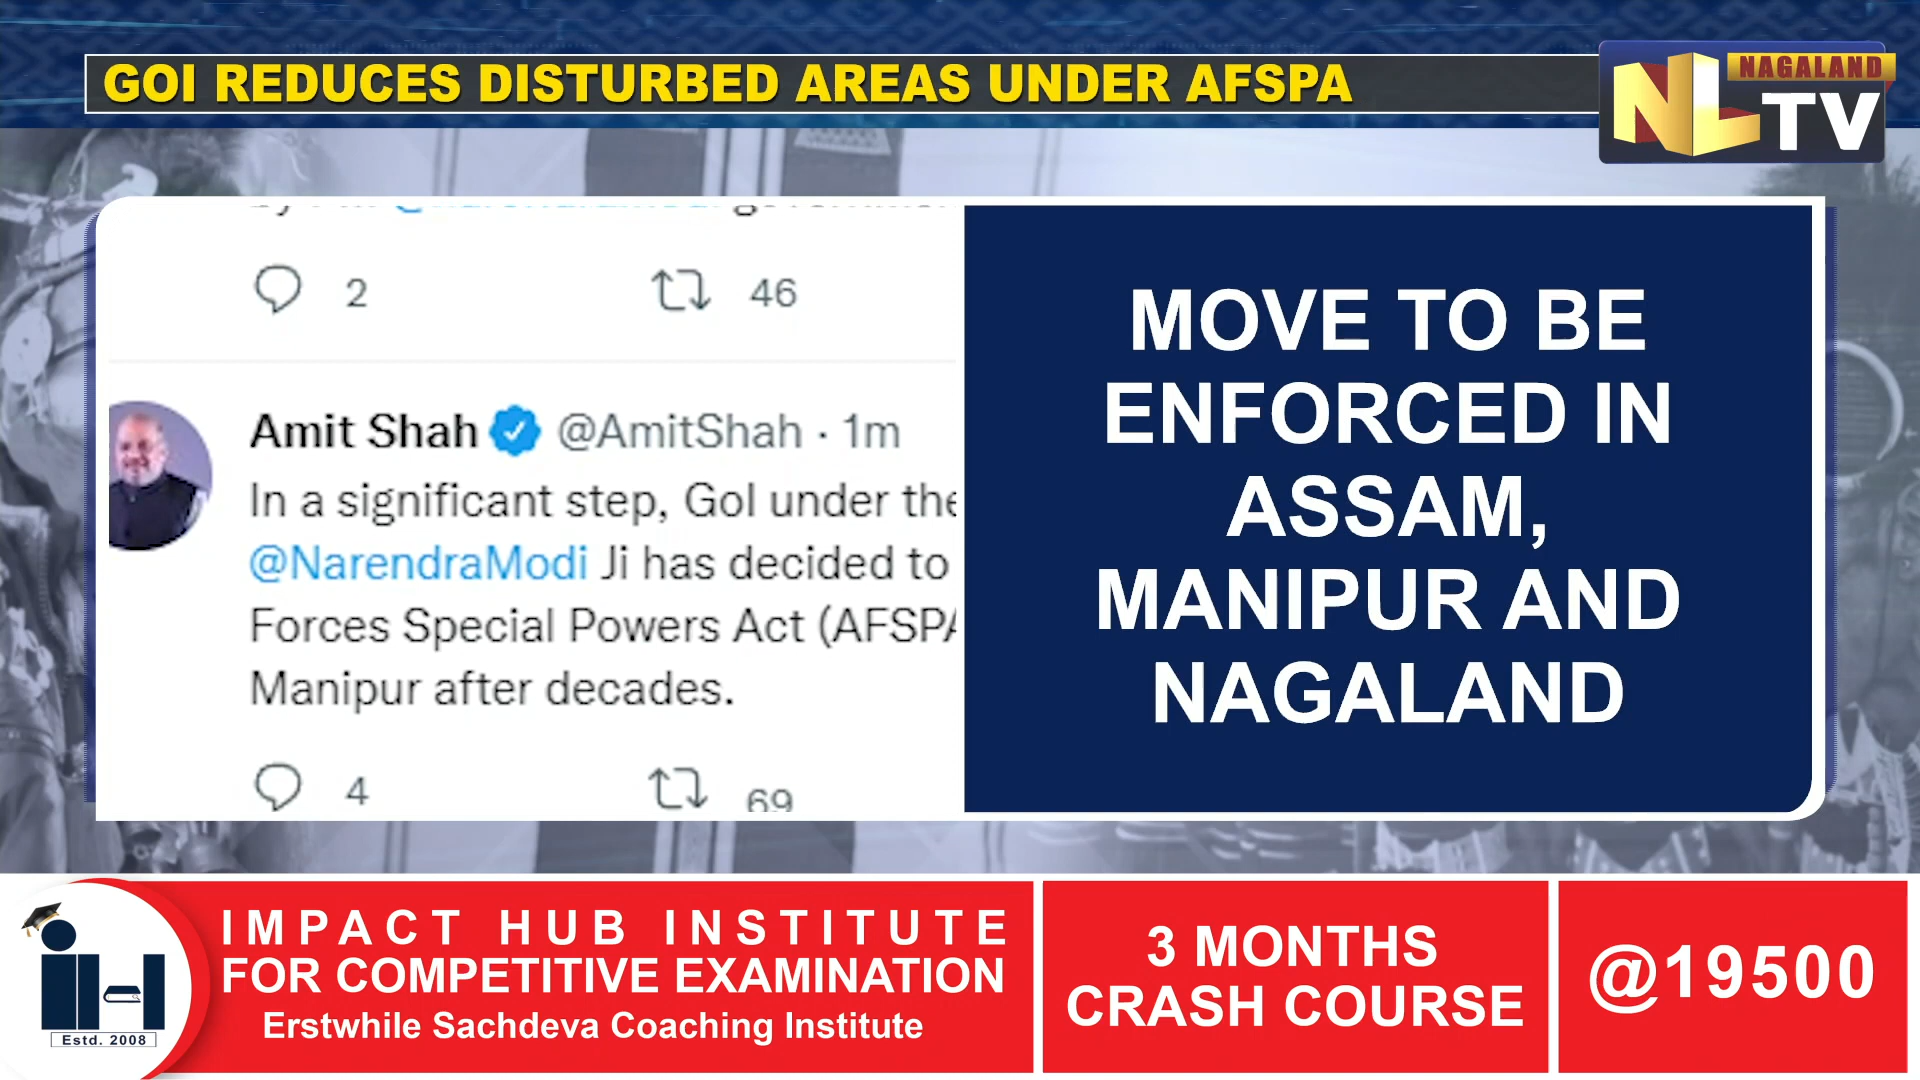 GOI REDUCES DISTURBED AREAS UNDER AFSPA
NAGALAND
NL TV
2
46
Amit Shah @AmitShah · 1m
In a significant step, GoI under the
@NarendraModi Ji has decided to
Forces Special Powers Act (AFSPA
Manipur after decades.
4
69
MOVE TO BE
ENFORCED IN
ASSAM,
MANIPUR AND
NAGALAND
iH
Estd. 2008
IMPACT HUB INSTITUTE
FOR COMPETITIVE EXAMINATION
Erstwhile Sachdeva Coaching Institute
3 MONTHS
CRASH COURSE
@19500